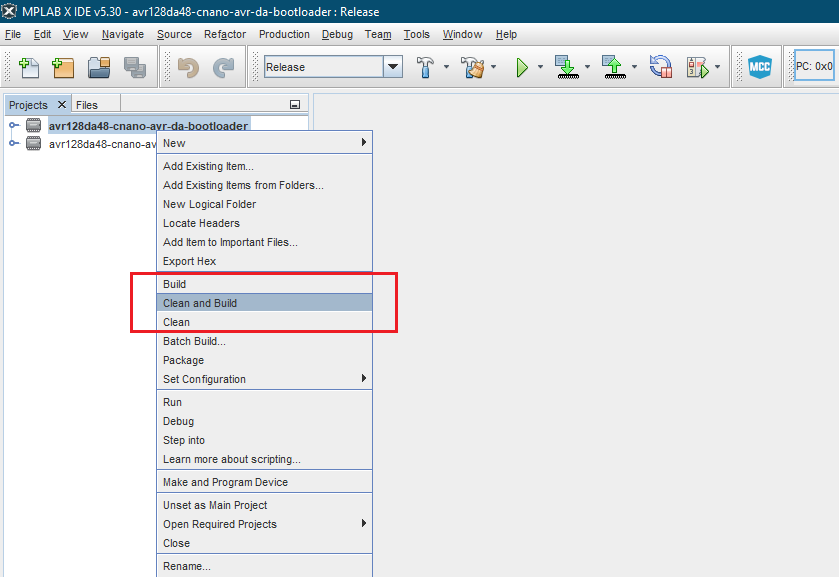 MPLAB X IDE v5.30 - avr128da48-cnano-avr-da-bootloader : Release
File Edit View Navigate Source Refactor Production Debug Team Tools Window Help
Release
MCC
PC: 0x0
Projects Files
avr128da48-cnano-avr-da-bootloader
avr128da48-cnano-av
New
Add Existing Item...
Add Existing Items from Folders...
New Logical Folder
Locate Headers
Add Item to Important Files...
Export Hex
Build
Clean and Build
Clean
Batch Build...
Package
Set Configuration
Run
Debug
Step into
Learn more about scripting...
Make and Program Device
Unset as Main Project
Open Required Projects
Close
Rename...